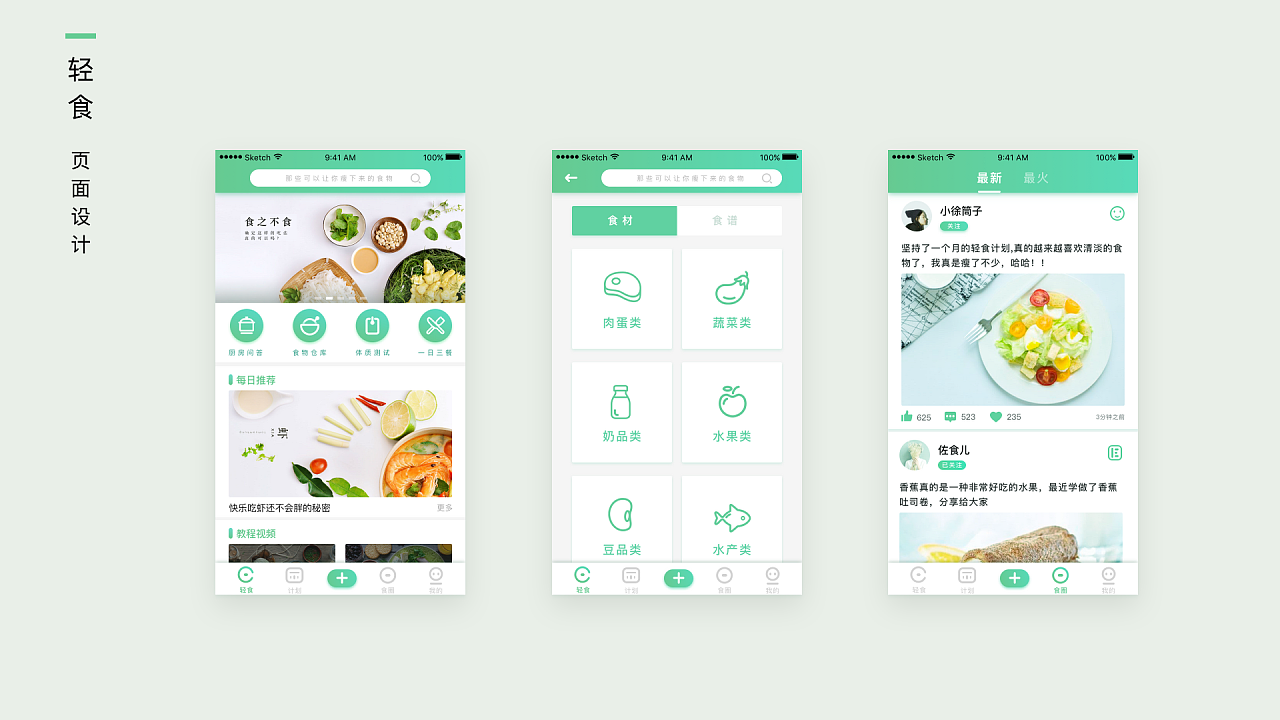 轻食
页面设计
Sketch 9:41 AM 100%
那些可以让你瘦下来的食物
食之不食
厨房问答 食物仓库 体质测试 一日三餐
每日推荐
快乐吃虾还不会胖的秘密 更多
教程视频
轻食 计划 食圈 我的
Sketch 9:41 AM 100%
那些可以让你瘦下来的食物
食材 食谱
肉蛋类 蔬菜类
奶品类 水果类
豆品类 水产类
轻食 计划 食圈 我的
Sketch 9:41 AM 100%
最新 最火
小徐筒子
关注
坚持了一个月的轻食计划,真的越来越喜欢清淡的食
物了，我真是瘦了不少，哈哈！！
625 523 235 3分钟之前
佐食儿
已关注
香蕉真的是一种非常好吃的水果，最近学做了香蕉
吐司卷，分享给大家
轻食 计划 食圈 我的